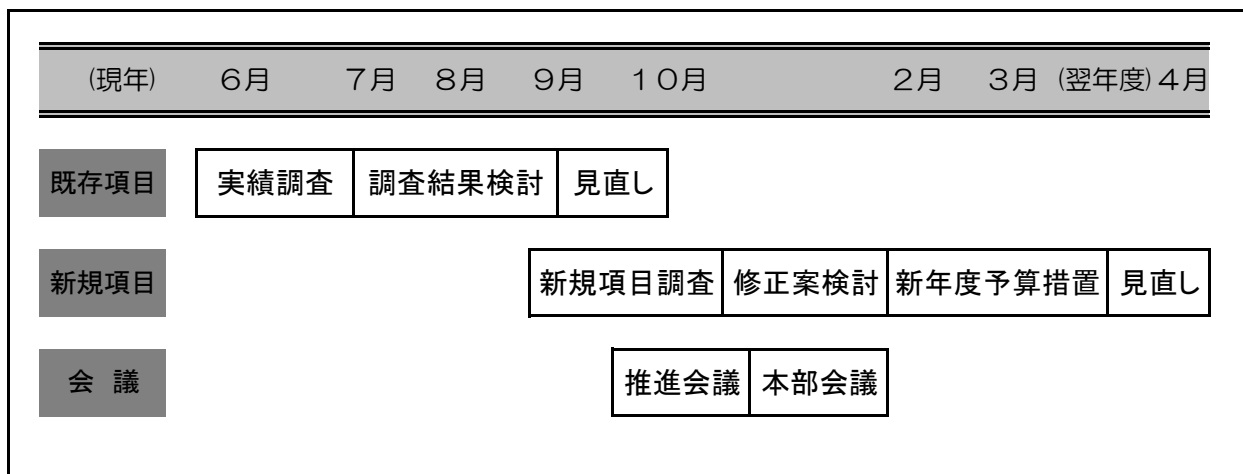 (現年) 6月 7月 8月 9月 10月 2月 3月 (翌年度)4月
既存項目 実績調査 調査結果検討 見直し
新規項目 新規項目調査 修正案検討 新年度予算措置 見直し
会 議 推進会議 本部会議